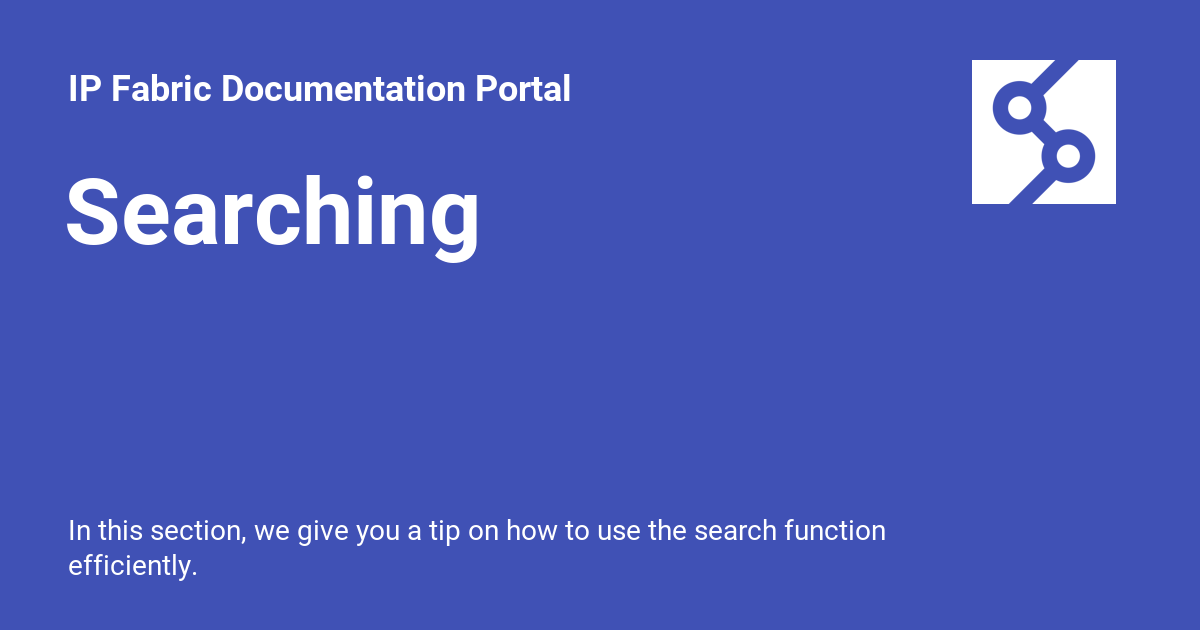 IP Fabric Documentation Portal
Searching
In this section, we give you a tip on how to use the search function
efficiently.